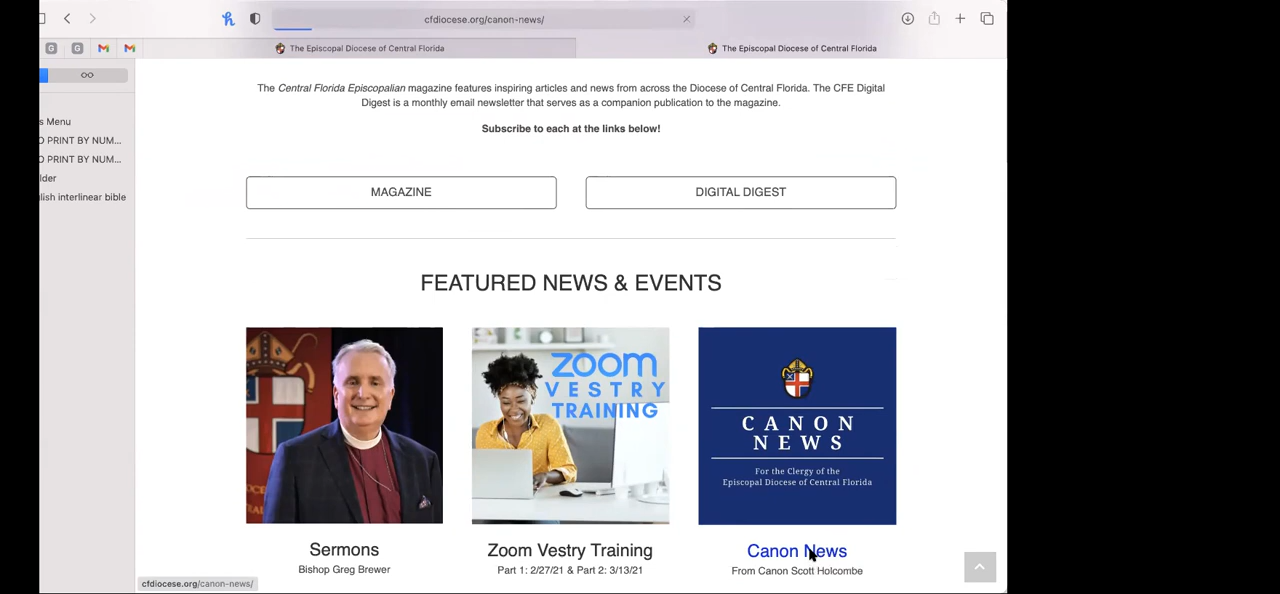 cfdiocese.org/canon-news/
G G M M
The Episcopal Diocese of Central Florida
The Episcopal Diocese of Central Florida
s Menu
O PRINT BY NUM...
O PRINT BY NUM...
lder
lish interlinear bible
The Central Florida Episcopalian magazine features inspiring articles and news from across the Diocese of Central Florida. The CFE Digital
Digest is a monthly email newsletter that serves as a companion publication to the magazine.
Subscribe to each at the links below!
MAGAZINE
DIGITAL DIGEST
FEATURED NEWS & EVENTS
zoom
VESTRY
TRAINING
CANON
NEWS
For the Clergy of the
Episcopal Diocese of Central Florida
Sermons
Bishop Greg Brewer
Zoom Vestry Training
Part 1: 2/27/21 & Part 2: 3/13/21
Canon News
From Canon Scott Holcombe
cfdiocese.org/canon-news/